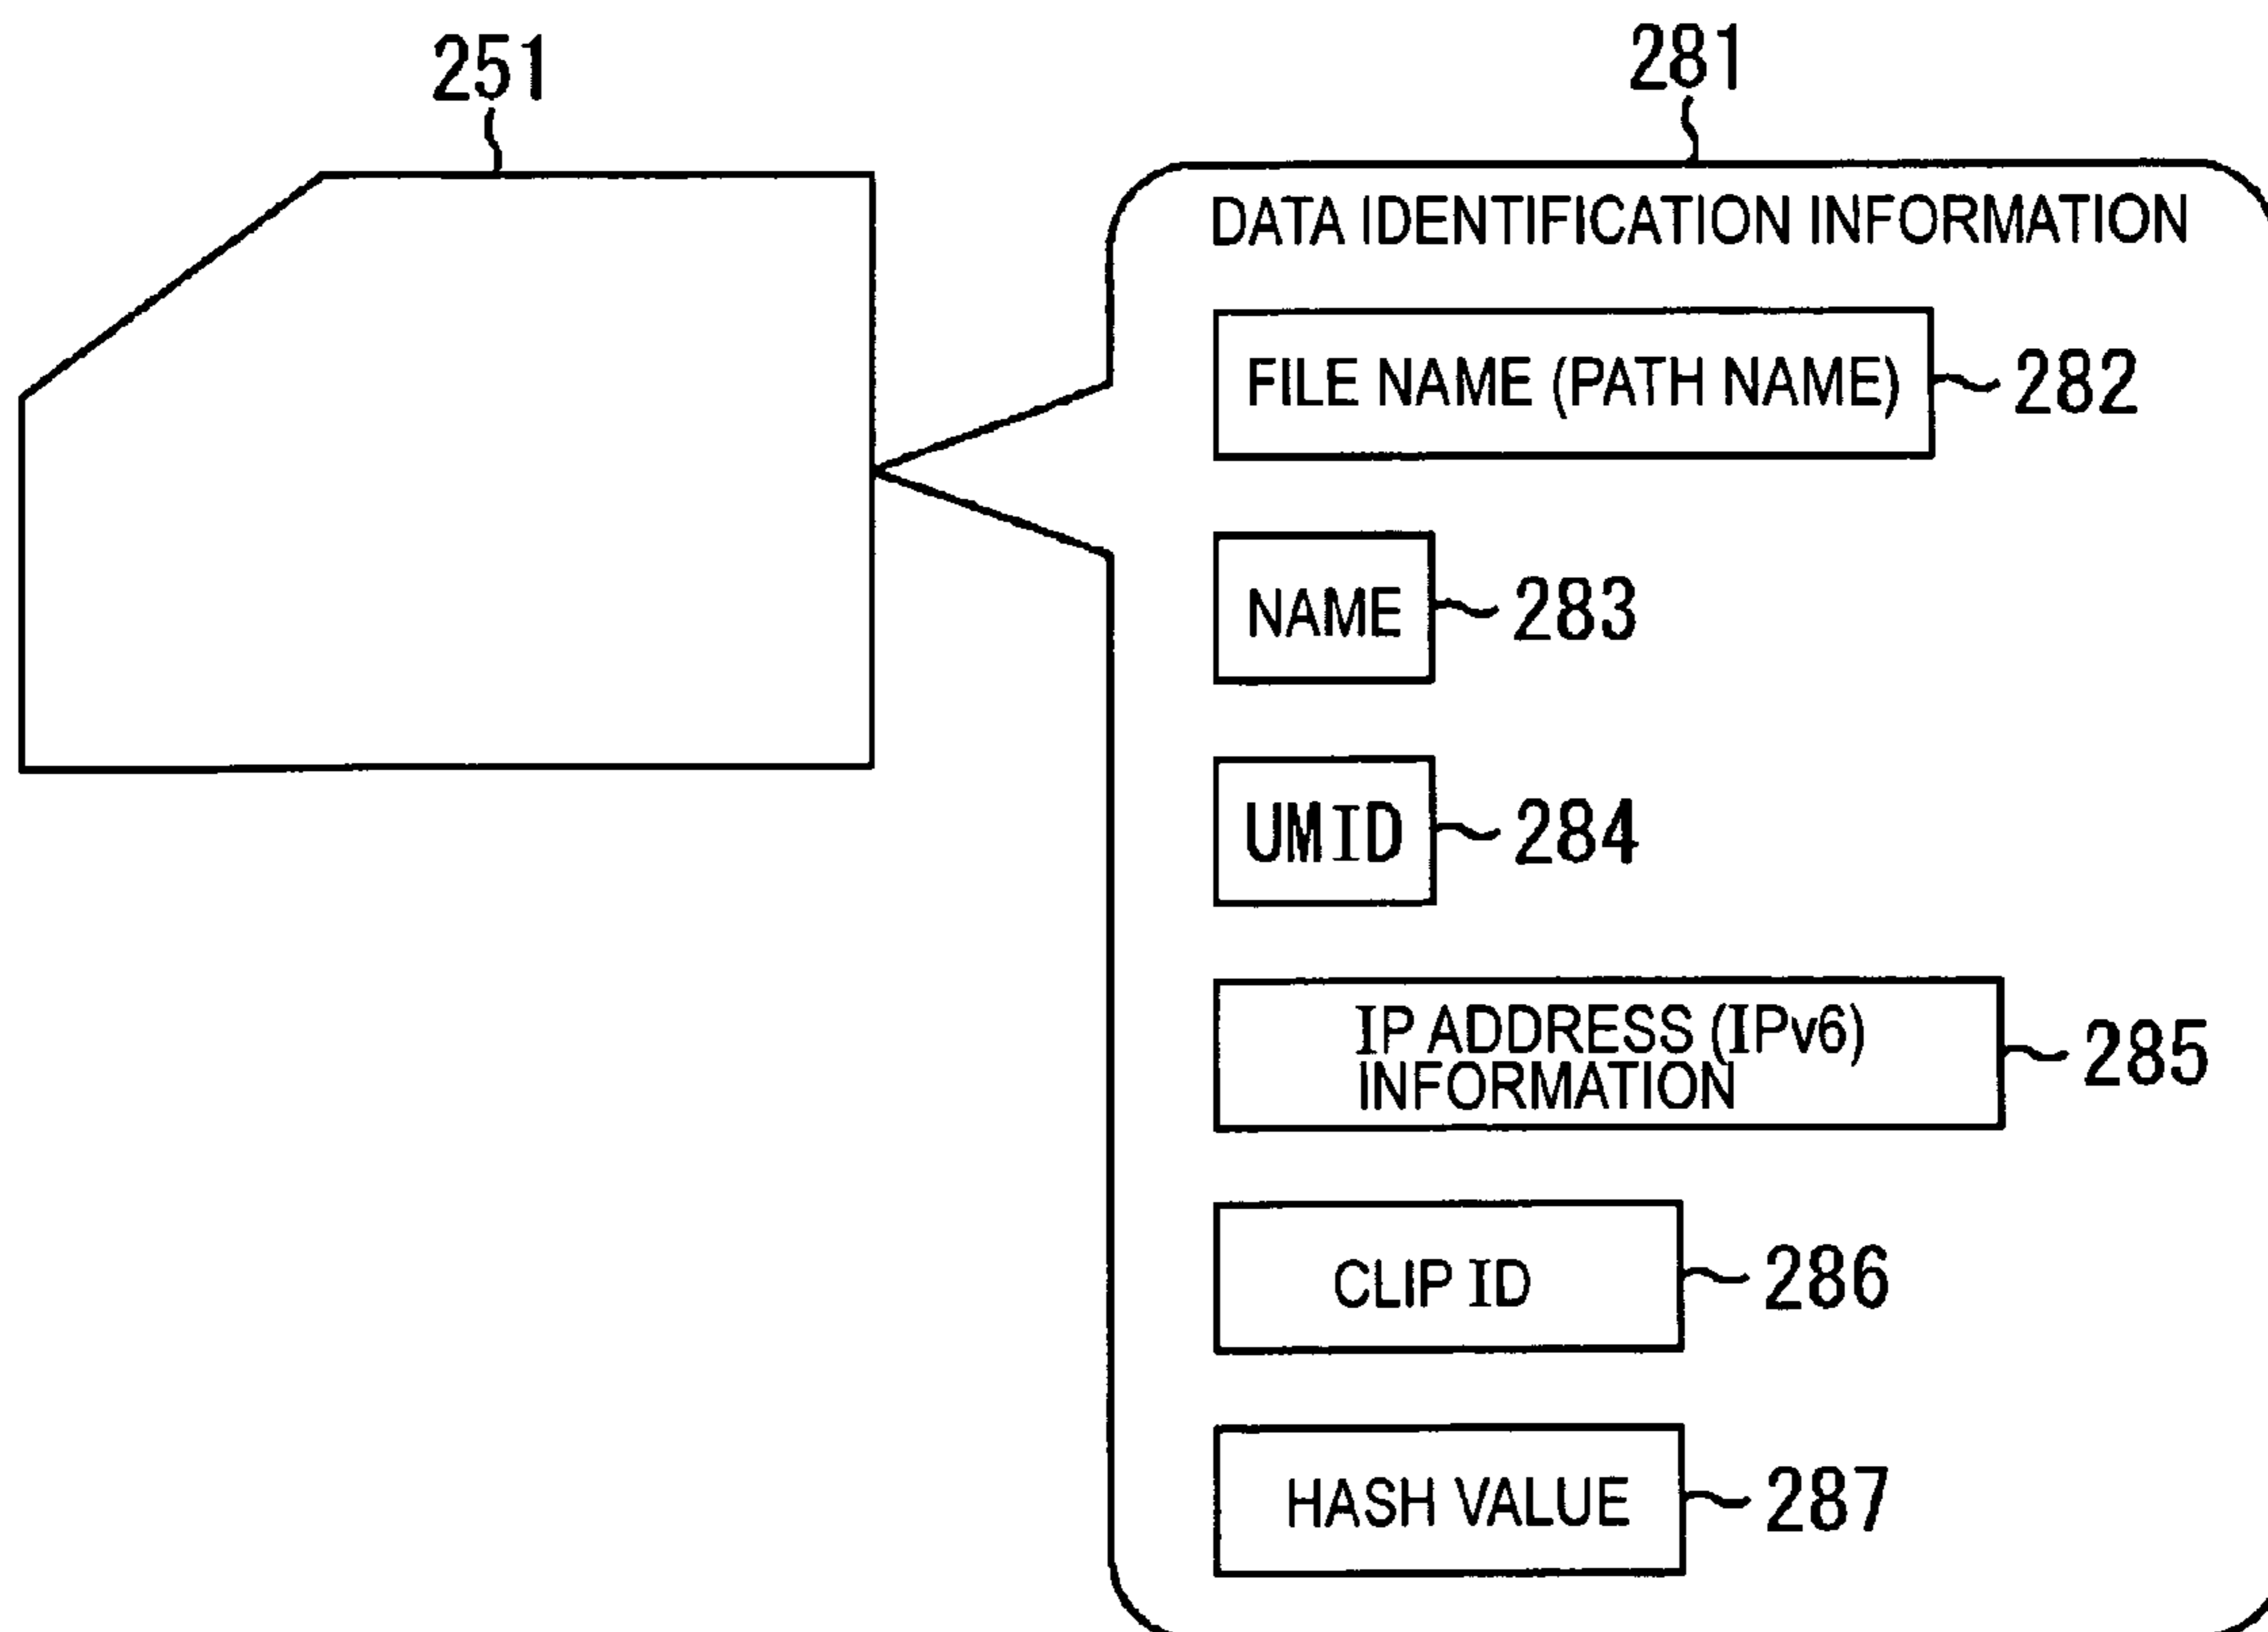 251
281
DATA IDENTIFICATION INFORMATION
FILE NAME (PATH NAME)
282
NAME
283
UMID
284
IP ADDRESS (IPv6)
INFORMATION
285
CLIP ID
286
HASH VALUE
287